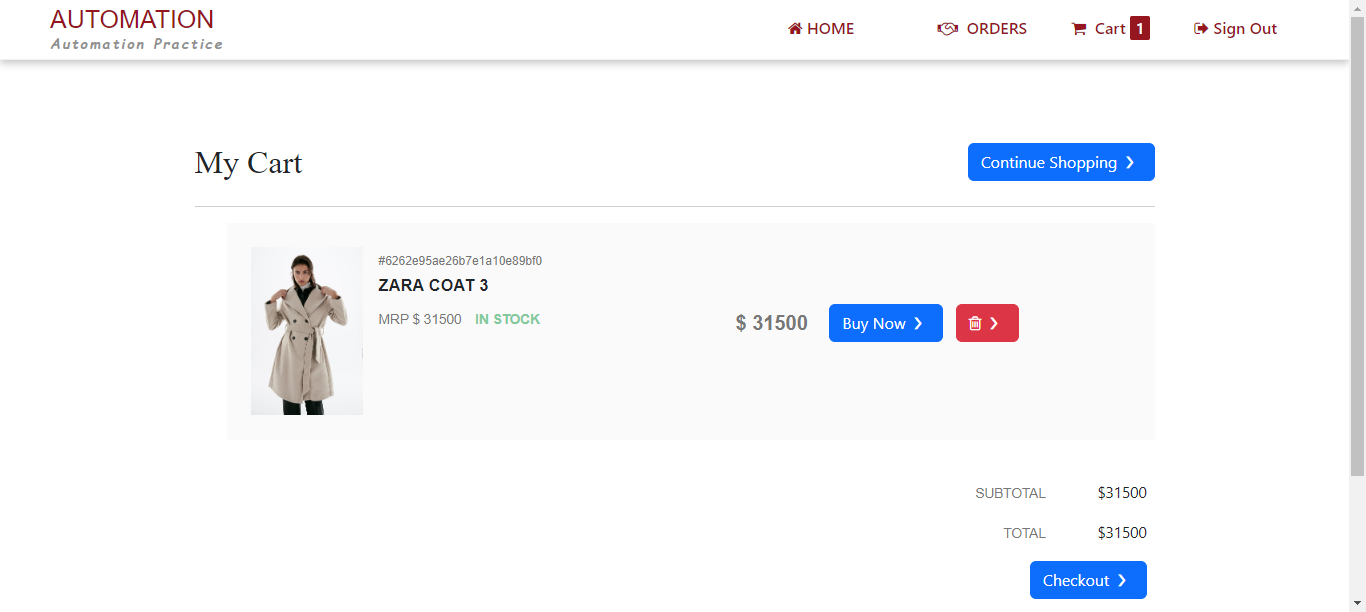 AUTOMATION
Automation Practice
HOME
ORDERS
Cart 1
Sign Out
My Cart
Continue Shopping
#6262e95ae26b7e1a10e89bf0
ZARA COAT 3
MRP $ 31500 IN STOCK
$ 31500
Buy Now
SUBTOTAL $31500
TOTAL $31500
Checkout